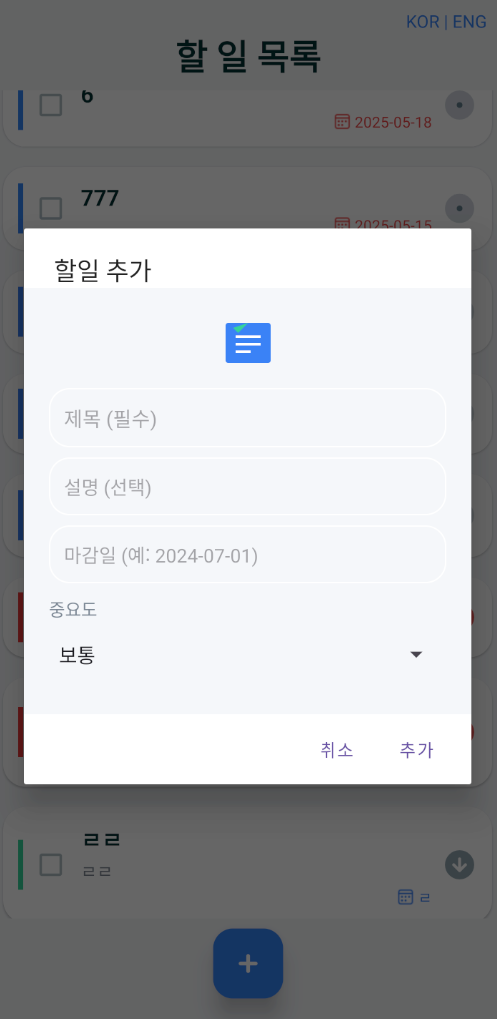 KOR | ENG
할 일 목록
6
2025-05-18
777
2025-05-15
할일 추가
제목 (필수)
설명 (선택)
마감일 (예: 2024-07-01)
중요도
보통
취소
추가
ㄹㄹ
ㄹㄹ
ㄹ